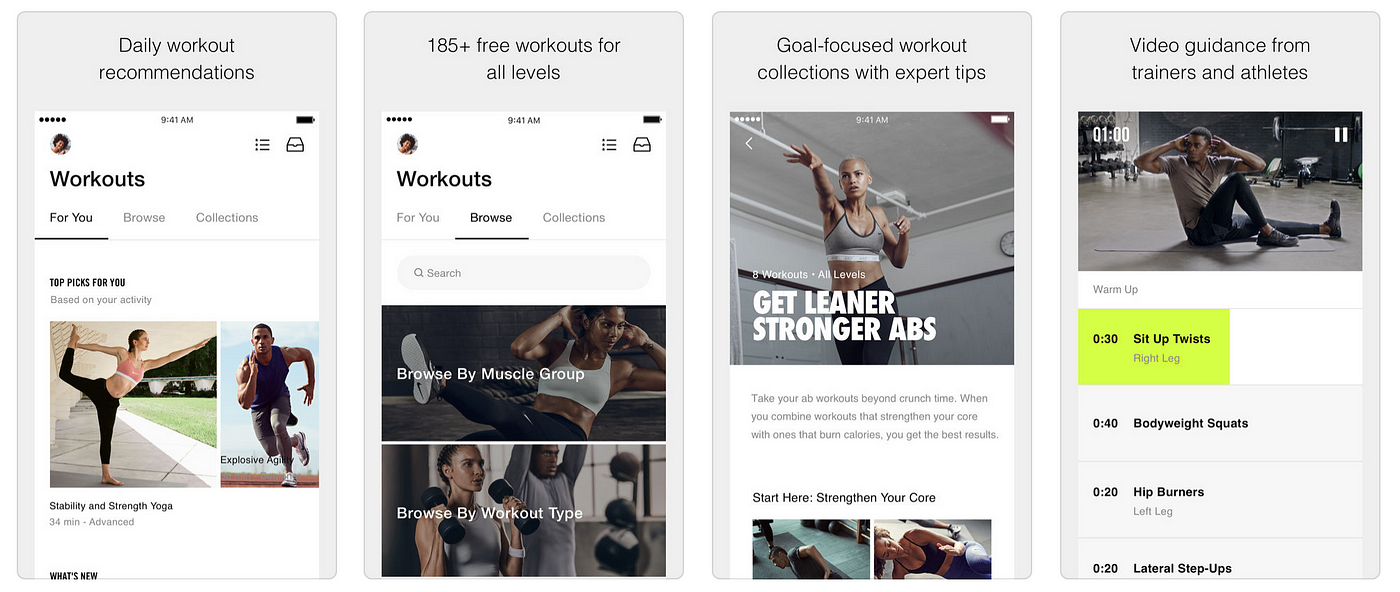 Daily workout
recommendations
9:41 AM
Workouts
For You Browse Collections
TOP PICKS FOR YOU
Based on your activity
Explosive Agility
Stability and Strength Yoga
34 min - Advanced
WHAT'S NEW
185+ free workouts for
all levels
9:41 AM
Workouts
For You Browse Collections
Search
Browse By Muscle Group
Browse By Workout Type
Goal-focused workout
collections with expert tips
9:41 AM
8 Workouts • All Levels
GET LEANER
STRONGER ABS
Take your ab workouts beyond crunch time. When
you combine workouts that strengthen your core
with ones that burn calories, you get the best results.
Start Here: Strengthen Your Core
Video guidance from
trainers and athletes
01:00
Warm Up
0:30 Sit Up Twists
Right Leg
0:40 Bodyweight Squats
0:20 Hip Burners
Left Leg
0:20 Lateral Step-Ups